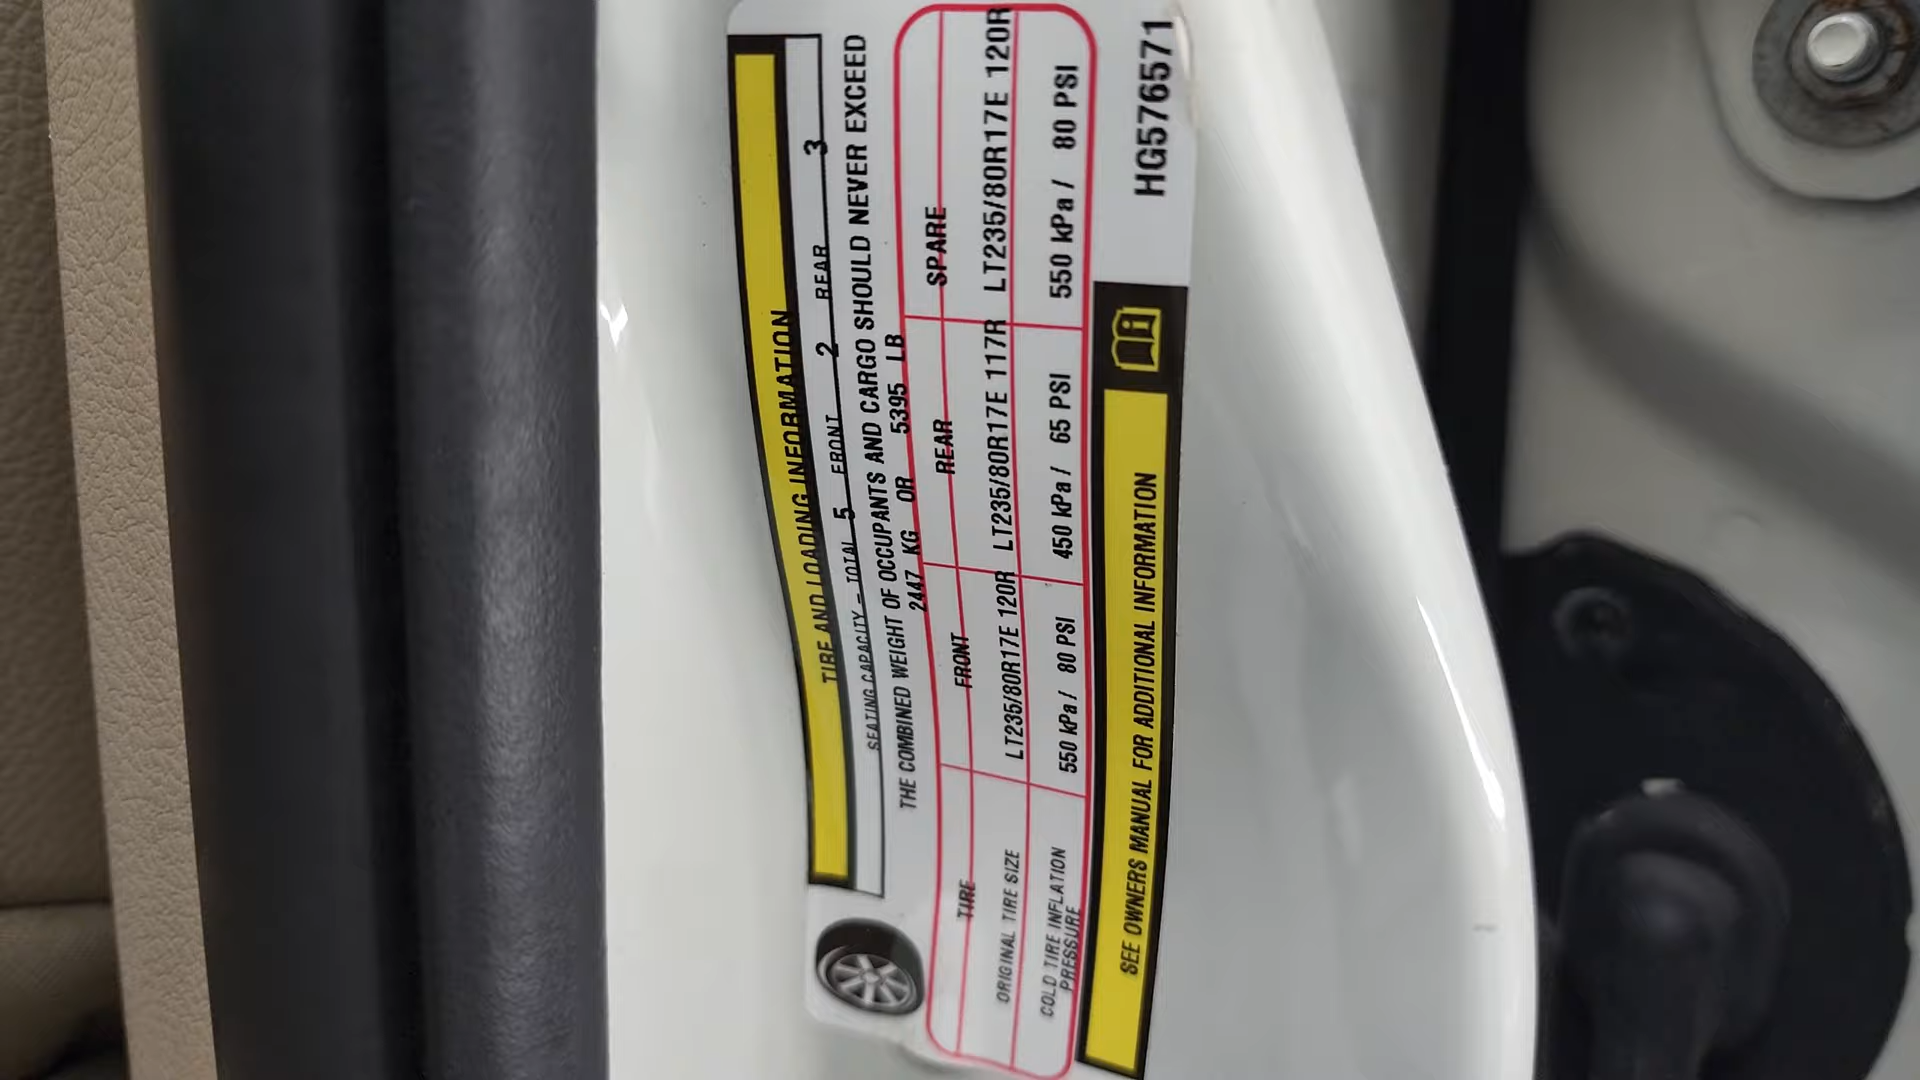 TIRE AND LOADING INFORMATION
SEATING CAPACITY – TOTAL 5 FRONT 2 REAR 3
THE COMBINED WEIGHT OF OCCUPANTS AND CARGO SHOULD NEVER EXCEED
2447 KG OR 5395 LB
TIRE FRONT REAR SPARE
ORIGINAL TIRE SIZE LT235/80R17E 120R LT235/80R17E 117R LT235/80R17E 120R
COLD TIRE INFLATION
PRESSURE 550 kPa / 80 PSI 450 kPa / 65 PSI 550 kPa / 80 PSI
SEE OWNERS MANUAL FOR ADDITIONAL INFORMATION
HG576571